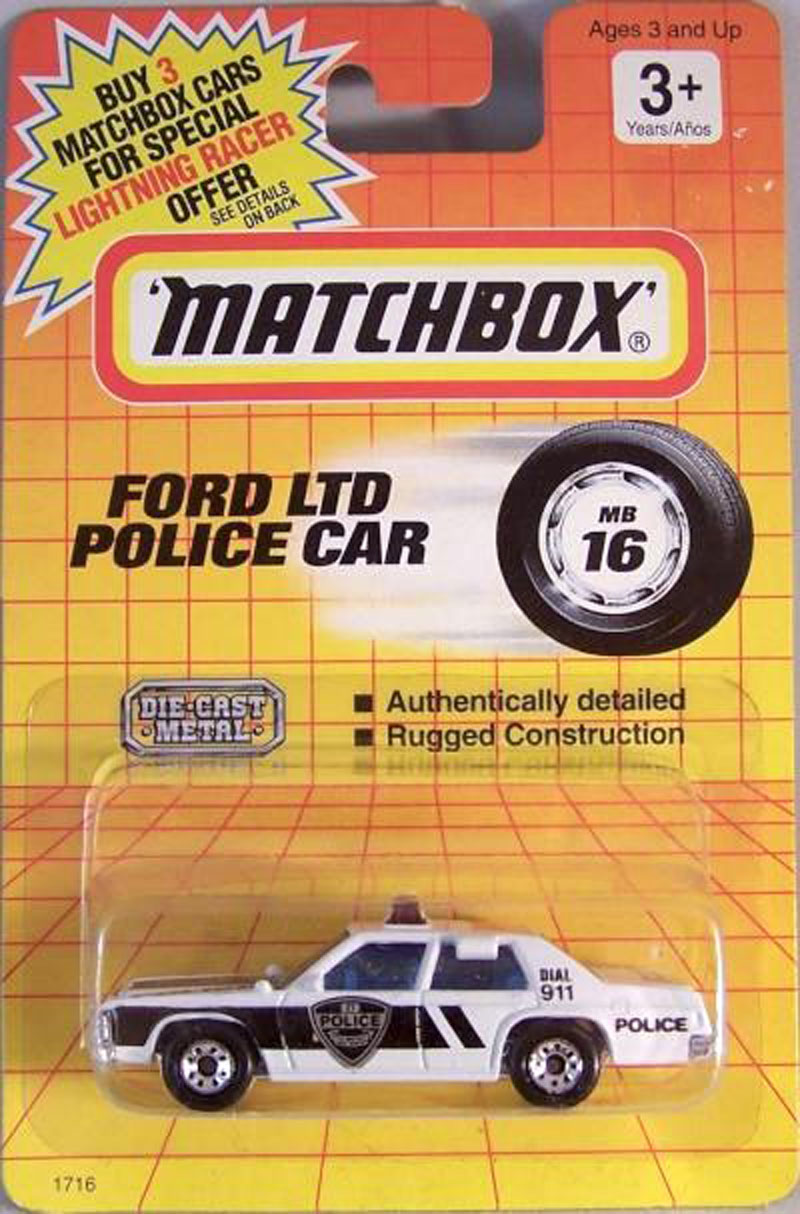 Ages 3 and Up
3+
Years/Años
BUY 3
MATCHBOX CARS
FOR SPECIAL
LIGHTNING RACER
OFFER
SEE DETAILS
ON BACK
'MATCHBOX'®
FORD LTD
POLICE CAR
MB
16
DIE-CAST
METAL
■ Authentically detailed
■ Rugged Construction
DIAL
911
POLICE
POLICE
1716